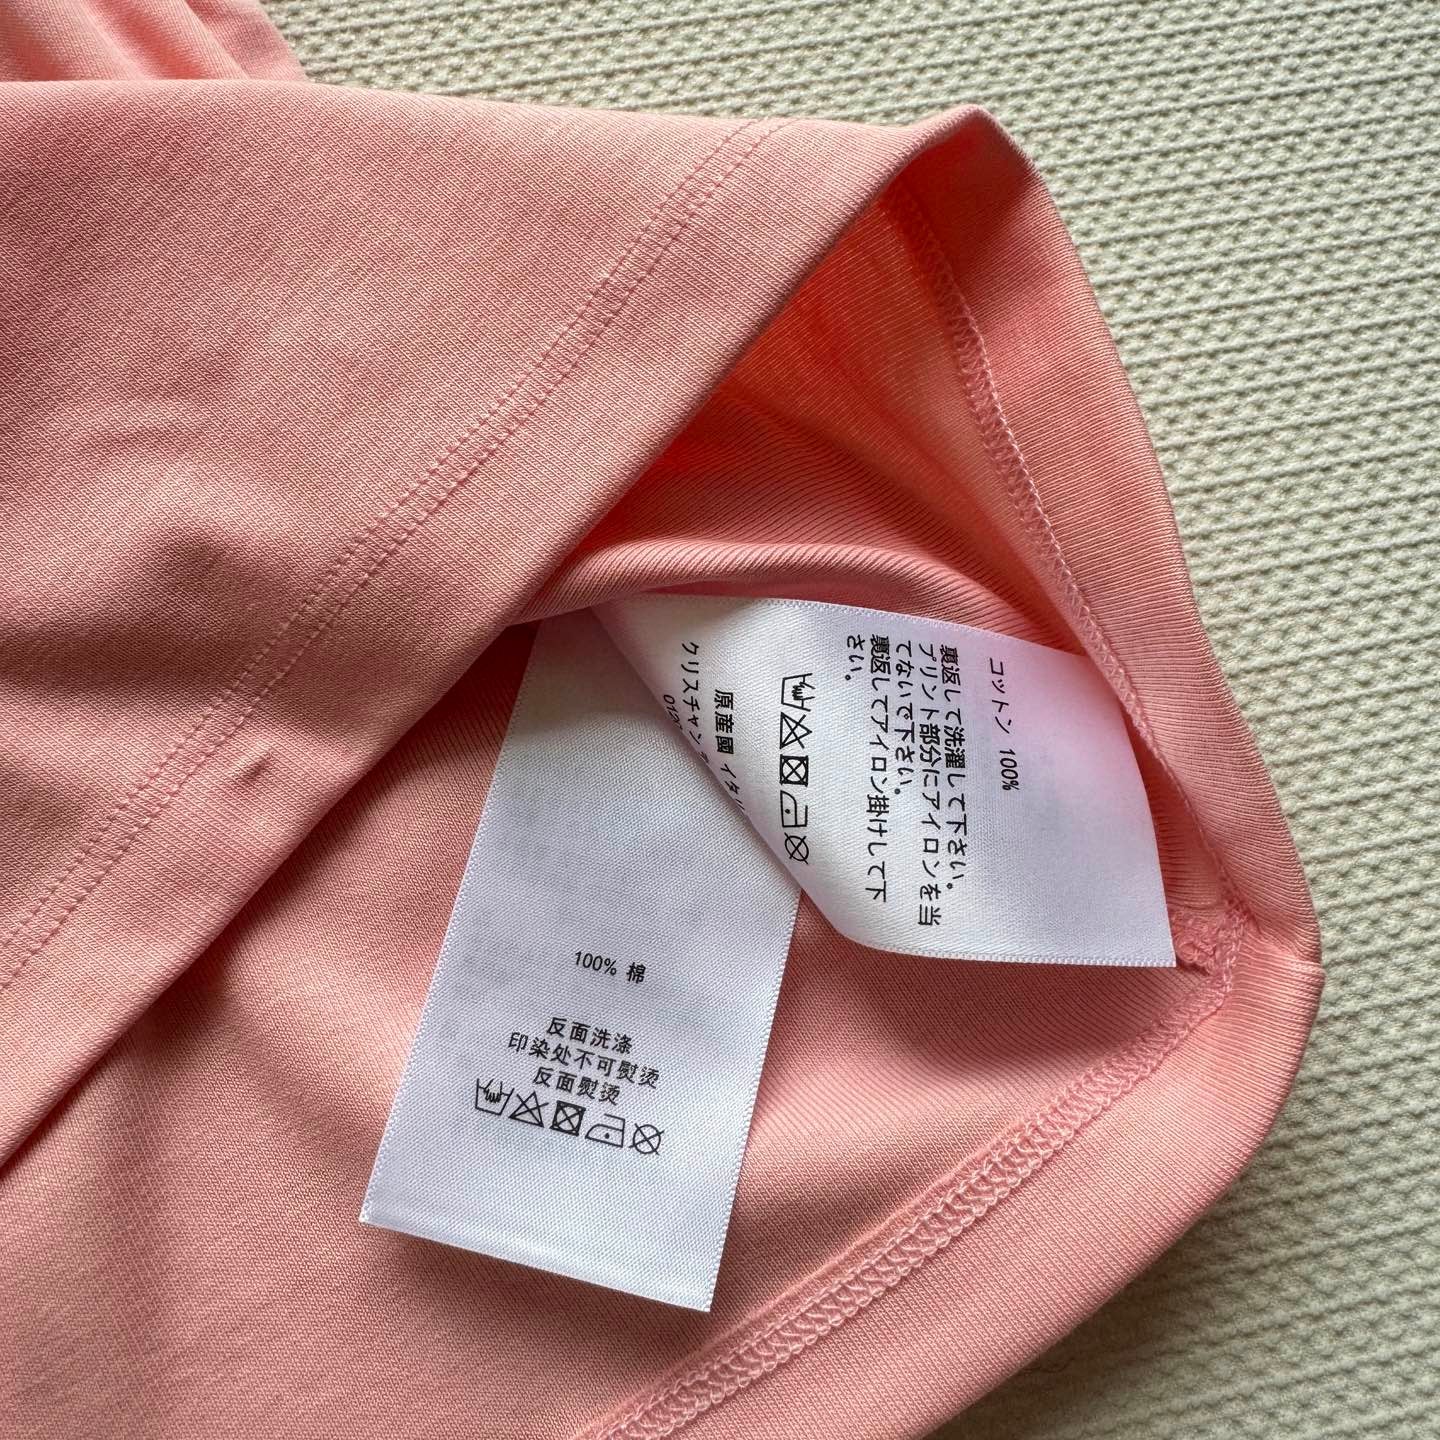 コットン 100%
裏返して洗濯して下さい。
プリント部分にアイロンを当
てないで下さい。
裏返してアイロン掛けして下
さい。
原産國 イタリ
クリスチャン
012
100% 棉
反面洗涤
印染处不可熨烫
反面熨烫